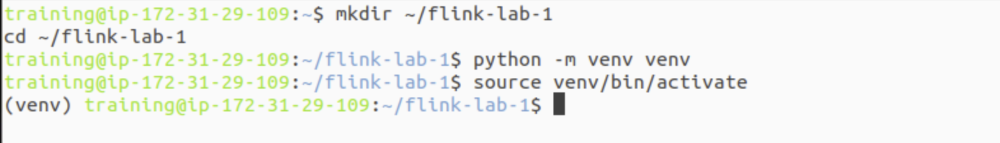 training@ip-172-31-29-109:~$ mkdir ~/flink-lab-1
cd ~/flink-lab-1
training@ip-172-31-29-109:~/flink-lab-1$ python -m venv venv
training@ip-172-31-29-109:~/flink-lab-1$ source venv/bin/activate
(venv) training@ip-172-31-29-109:~/flink-lab-1$